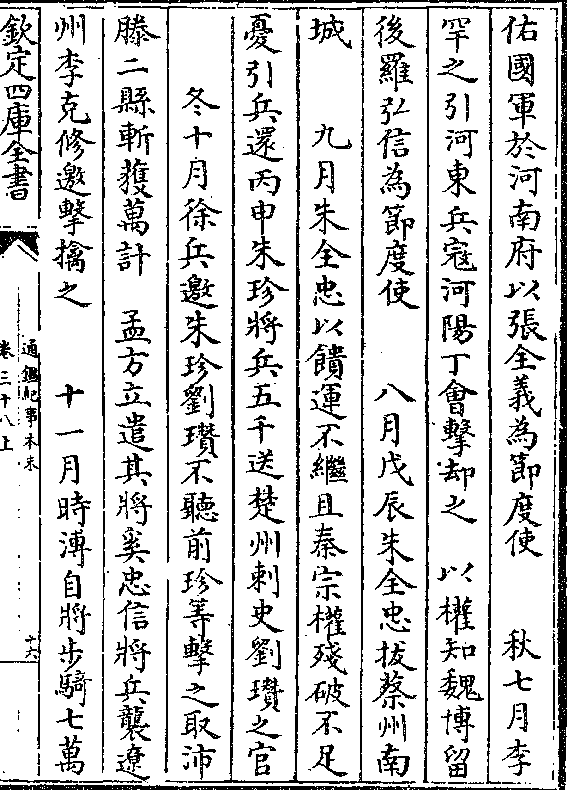 佑國軍於河南府以張全義為節度使　秋七月李
罕之引河東兵寇河陽丁會擊却之　以權知魏博留
後羅弘信為節度使　八月戊辰朱全忠拔蔡州南
城　九月朱全忠以饋運不繼且秦宗權殘破不足
憂引兵還丙申朱珍將兵五千送楚州刺史劉瓚之官
冬十月徐兵邀朱珍劉瓚不聽前珍等擊之取沛
滕二縣斬獲萬計　孟方立遣其將奚忠信將兵襲遼
州李克修邀擊擒之　十一月時溥自將步騎七萬
欽定四庫全書
通鑑紀事本末
卷三十八上
十六